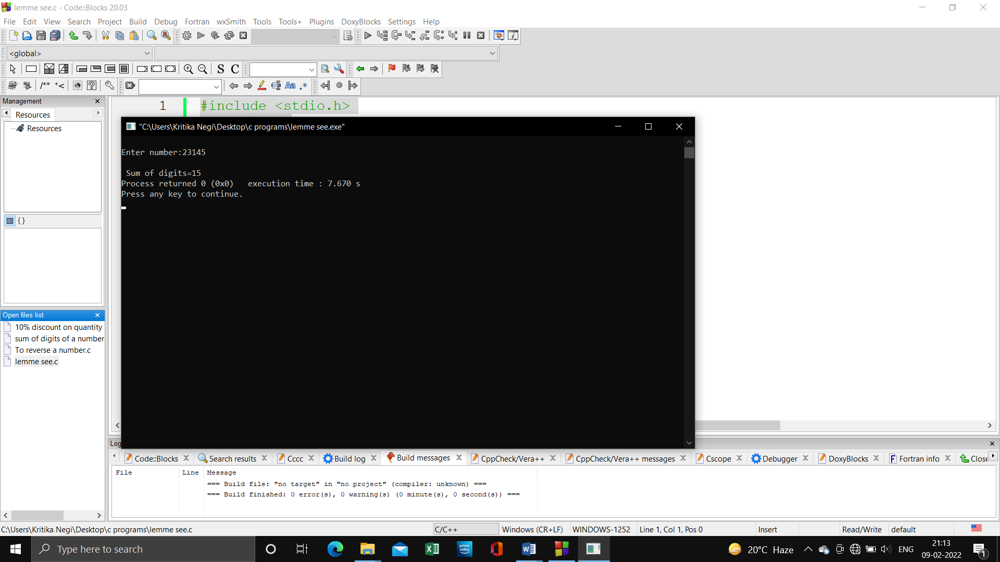 lemme see.c - Code::Blocks 20.03
File Edit View Search Project Build Debug Fortran wxSmith Tools Tools+ Plugins DoxyBlocks Settings Help
<global>
S C
/** *<
Aa .*
Management
Resources
Resources
{}
1 #include <stdio.h>
"C:\Users\Kritika Negi\Desktop\c programs\lemme see.exe"
Enter number:23145
Sum of digits=15
Process returned 0 (0x0)   execution time : 7.670 s
Press any key to continue.
Open files list
10% discount on quantity
sum of digits of a number
To reverse a number.c
lemme see.c
Log
Code::Blocks Search results Cccc Build log Build messages CppCheck/Vera++ CppCheck/Vera++ messages Cscope Debugger DoxyBlocks Fortran info Close
File Line Message
=== Build file: "no target" in "no project" (compiler: unknown) ===
=== Build finished: 0 error(s), 0 warning(s) (0 minute(s), 0 second(s)) ===
C:\Users\Kritika Negi\Desktop\c programs\lemme see.c C/C++ Windows (CR+LF) WINDOWS-1252 Line 1, Col 1, Pos 0 Insert Read/Write default
Type here to search
prime video
20°C Haze
ENG
21:13
09-02-2022
1